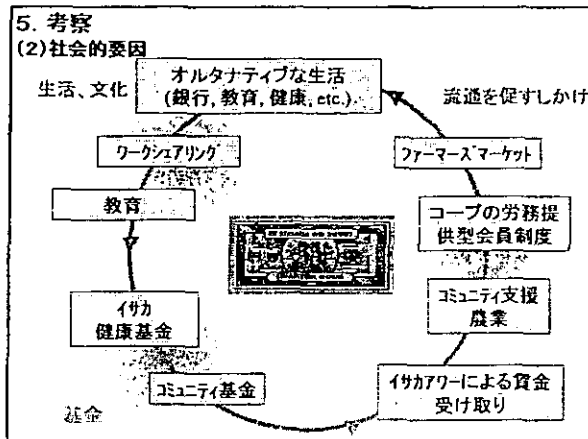 5. 考察
(2)社会的要因
生活、文化
オルタナティブな生活
(銀行,教育,健康,etc.)
流通を促すしかけ
ワークシェアリング
ファーマーズマーケット
教育
コープの労務提
供型会員制度
イサカ
健康基金
コミュニティ支援
農業
コミュニティ基金
イサカアワーによる賃金
受け取り
基金